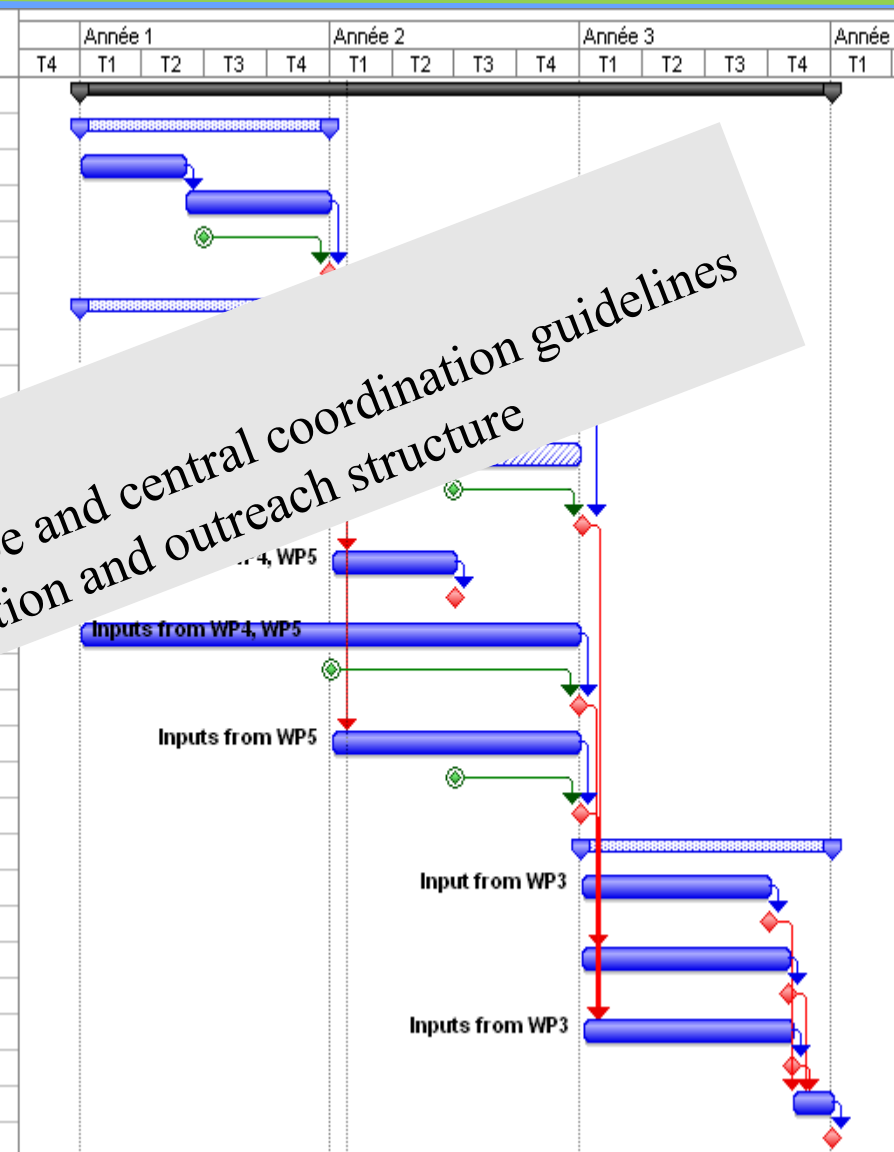 Année 1 Année 2 Année 3 Année
T4 T1 T2 T3 T4 T1 T2 T3 T4 T1 T2 T3 T4 T1
e and central coordination guidelines
tion and outreach structure
P4, WP5
Inputs from WP4, WP5
Inputs from WP5
Input from WP3
Inputs from WP3